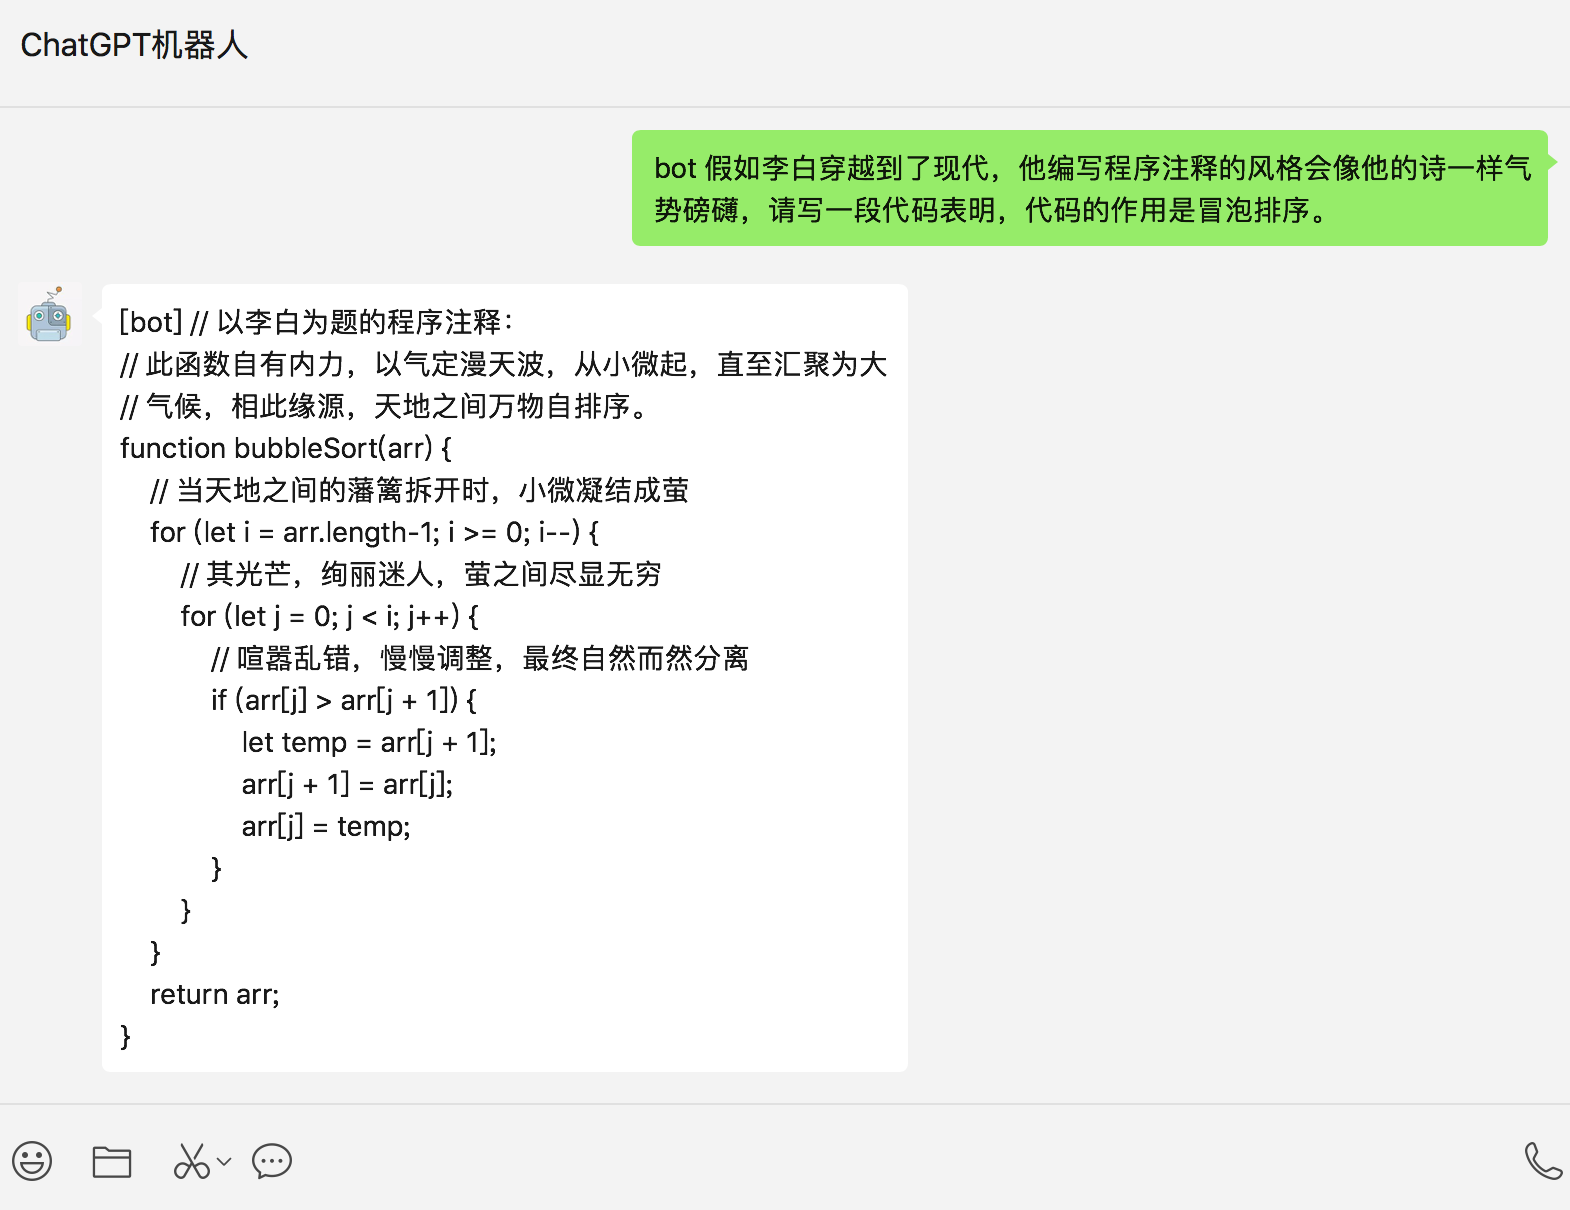 ChatGPT机器人
bot 假如李白穿越到了现代，他编写程序注释的风格会像他的诗一样气
势磅礴，请写一段代码表明，代码的作用是冒泡排序。
[bot] // 以李白为题的程序注释：
// 此函数自有内力，以气定漫天波，从小微起，直至汇聚为大
// 气候，相此缘源，天地之间万物自排序。
function bubbleSort(arr) {
    // 当天地之间的藩篱拆开时，小微凝结成萤
    for (let i = arr.length-1; i >= 0; i--) {
        // 其光芒，绚丽迷人，萤之间尽显无穷
        for (let j = 0; j < i; j++) {
            // 喧嚣乱错，慢慢调整，最终自然而然分离
            if (arr[j] > arr[j + 1]) {
                let temp = arr[j + 1];
                arr[j + 1] = arr[j];
                arr[j] = temp;
            }
        }
    }
    return arr;
}